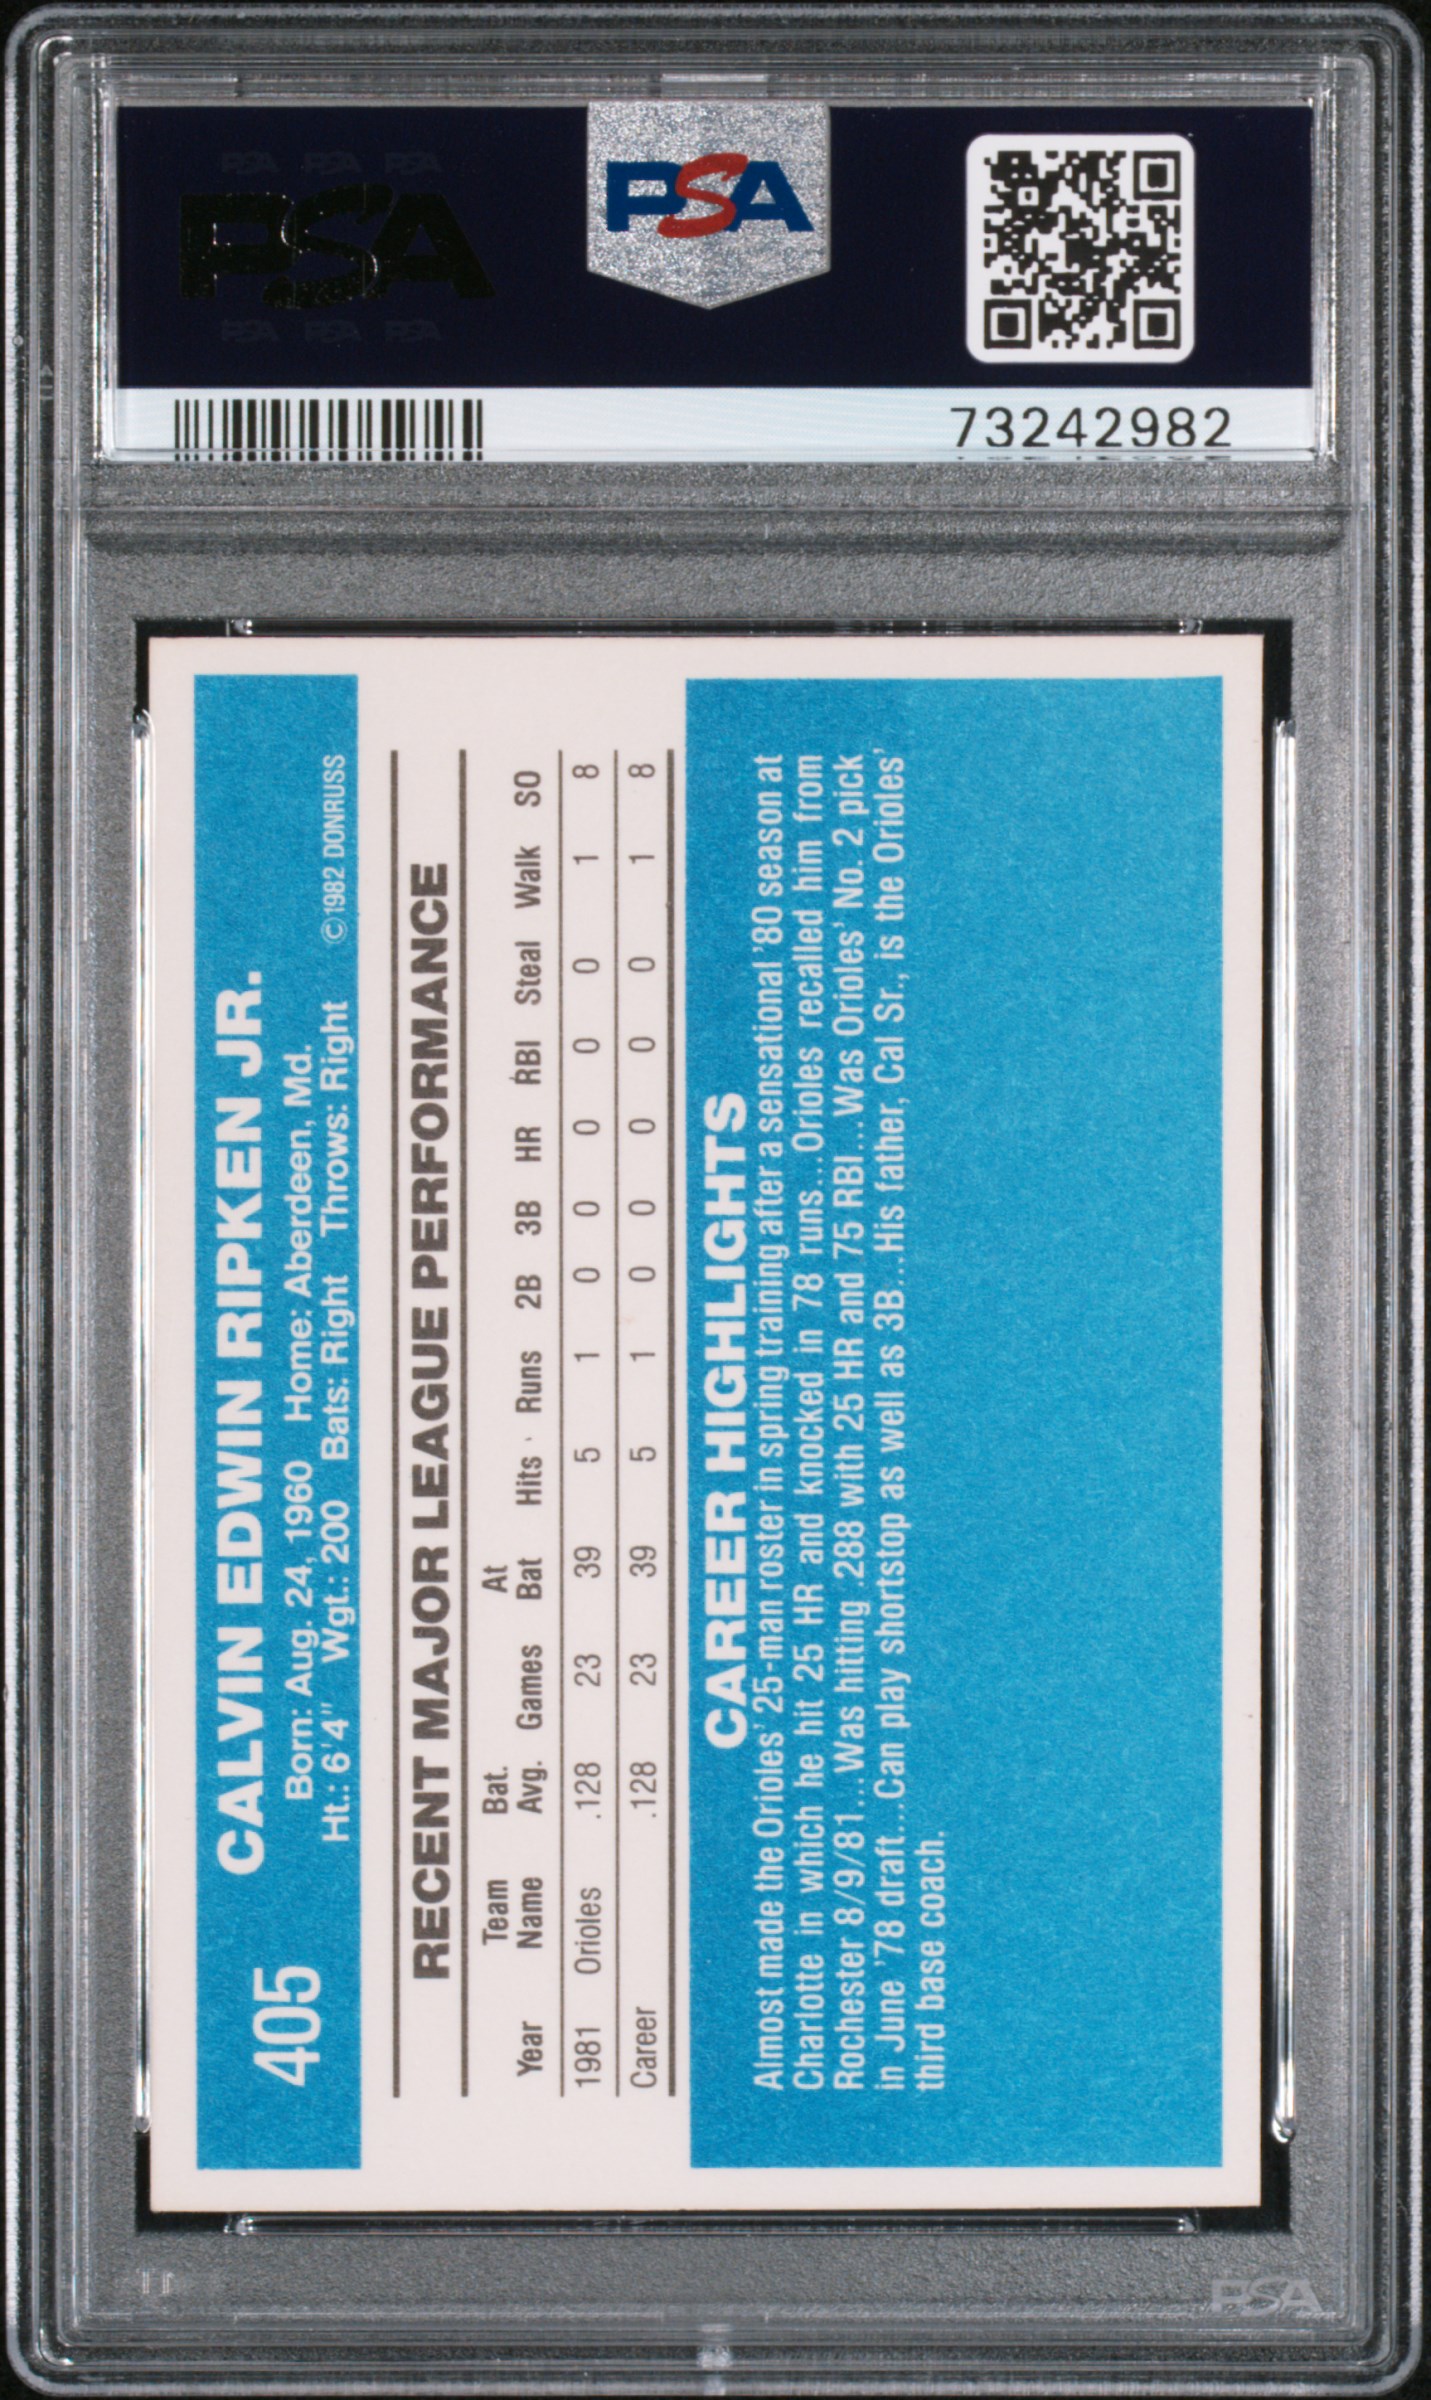 PSA PSA PSA
PSA
PSA PSA PSA
PSA
73242982
405
CALVIN EDWIN RIPKEN JR.
Born: Aug. 24, 1960 Home: Aberdeen, Md.
Ht.: 6'4" Wgt.: 200 Bats: Right Throws: Right ©1982 DONRUSS
RECENT MAJOR LEAGUE PERFORMANCE
Year Team Name Bat. Avg. Games At Bat Hits Runs 2B 3B HR RBI Steal Walk SO
1981 Orioles .128 23 39 5 1 0 0 0 0 0 1 8
Career .128 23 39 5 1 0 0 0 0 0 1 8
CAREER HIGHLIGHTS
Almost made the Orioles' 25-man roster in spring training after a sensational '80 season at
Charlotte in which he hit 25 HR and knocked in 78 runs...Orioles recalled him from
Rochester 8/9/81...Was hitting .288 with 25 HR and 75 RBI...Was Orioles' No. 2 pick
in June '78 draft...Can play shortstop as well as 3B...His father, Cal Sr., is the Orioles'
third base coach.
PSA